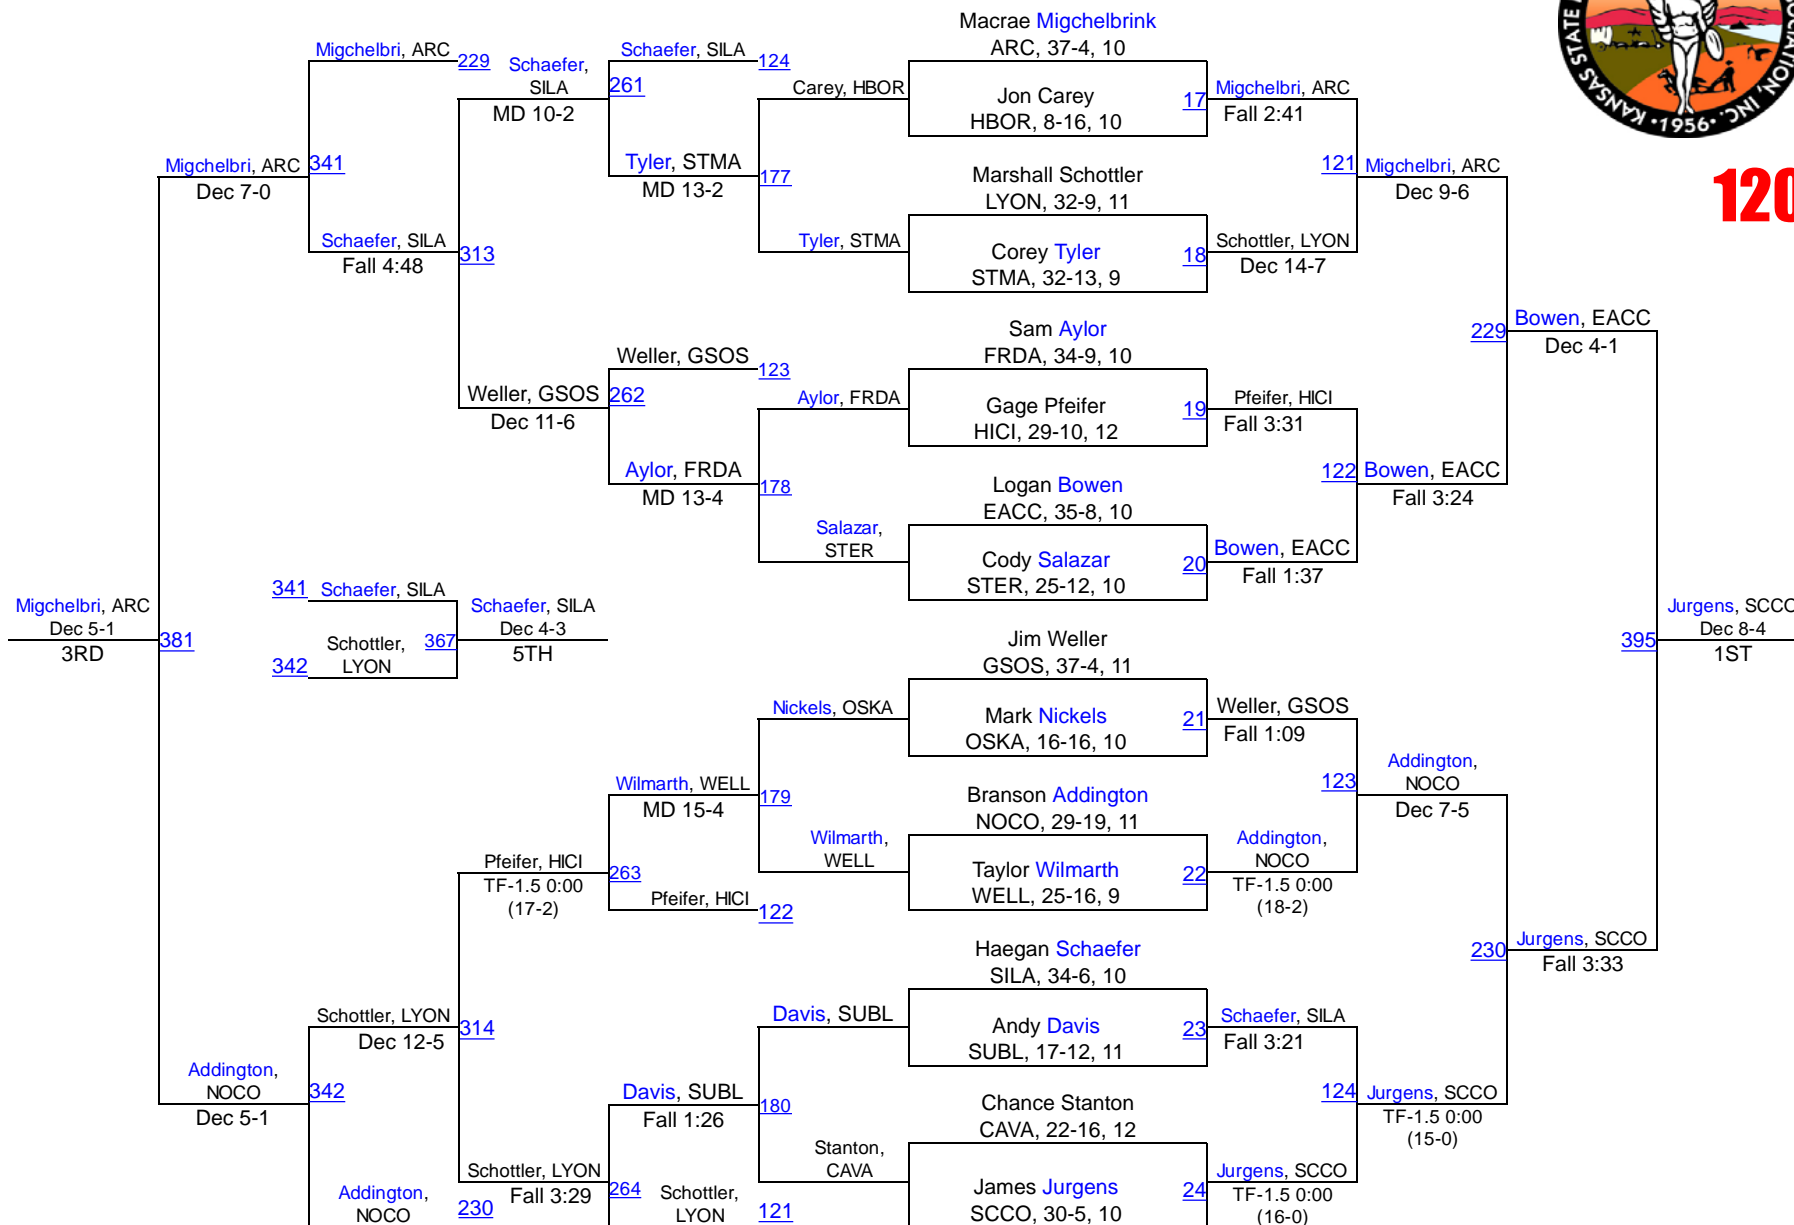 Macrae Migchelbrink
ARC, 37-4, 10
Jon Carey
HBOR, 8-16, 10
17
Marshall Schottler
LYON, 32-9, 11
Corey Tyler
STMA, 32-13, 9
18
Sam Aylor
FRDA, 34-9, 10
Gage Pfeifer
HICI, 29-10, 12
19
Logan Bowen
EACC, 35-8, 10
Cody Salazar
STER, 25-12, 10
20
Jim Weller
GSOS, 37-4, 11
Mark Nickels
OSKA, 16-16, 10
21
Branson Addington
NOCO, 29-19, 11
Taylor Wilmarth
WELL, 25-16, 9
22
Haegan Schaefer
SILA, 34-6, 10
Andy Davis
SUBL, 17-12, 11
23
Chance Stanton
CAVA, 22-16, 12
James Jurgens
SCCO, 30-5, 10
24
Migchelbri, ARC
Fall 2:41
121
Schottler, LYON
Dec 14-7
Pfeifer, HICI
Fall 3:31
122
Bowen, EACC
Fall 1:37
Weller, GSOS
Fall 1:09
123
Addington,
NOCO
TF-1.5 0:00
(18-2)
Schaefer, SILA
Fall 3:21
124
Jurgens, SCCO
TF-1.5 0:00
(16-0)
Migchelbri, ARC
Dec 9-6
229
Bowen, EACC
Fall 3:24
Addington,
NOCO
Dec 7-5
230
Jurgens, SCCO
TF-1.5 0:00
(15-0)
Bowen, EACC
Dec 4-1
395
Jurgens, SCCO
Fall 3:33
Jurgens, SCCO
Dec 8-4
1ST
KANSAS STATE
ATION, INC.
•1956•
120
Carey, HBOR
177
Tyler, STMA
Aylor, FRDA
178
Salazar,
STER
Nickels, OSKA
179
Wilmarth,
WELL
Davis, SUBL
180
Stanton,
CAVA
Schaefer, SILA
124
261
Tyler, STMA
MD 13-2
Weller, GSOS
123
262
Aylor, FRDA
MD 13-4
Wilmarth, WELL
MD 15-4
263
Pfeifer, HICI
122
Davis, SUBL
Fall 1:26
264
Schottler,
LYON
121
Schaefer,
SILA
MD 10-2
313
Weller, GSOS
Dec 11-6
Pfeifer, HICI
TF-1.5 0:00
(17-2)
314
Schottler, LYON
Fall 3:29
Migchelbri, ARC
229
341
Schaefer, SILA
Fall 4:48
Schottler, LYON
Dec 12-5
342
Addington,
NOCO
230
Migchelbri, ARC
Dec 7-0
381
Addington,
NOCO
Dec 5-1
Migchelbri, ARC
Dec 5-1
3RD
341
Schaefer, SILA
Schottler,
LYON
342
367
Schaefer, SILA
Dec 4-3
5TH